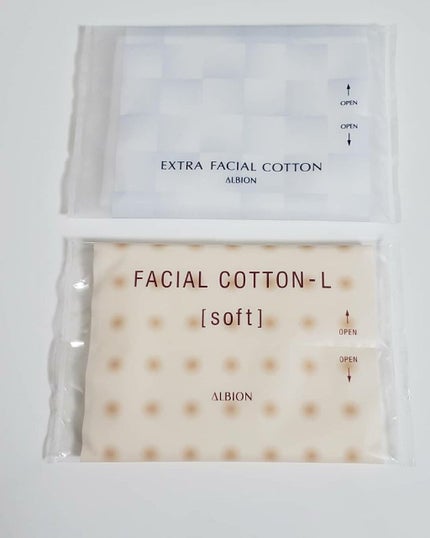 OPEN
OPEN
EXTRA FACIAL COTTON
ALBION
FACIAL COTTON-L
[soft]
OPEN
OPEN
ALBION